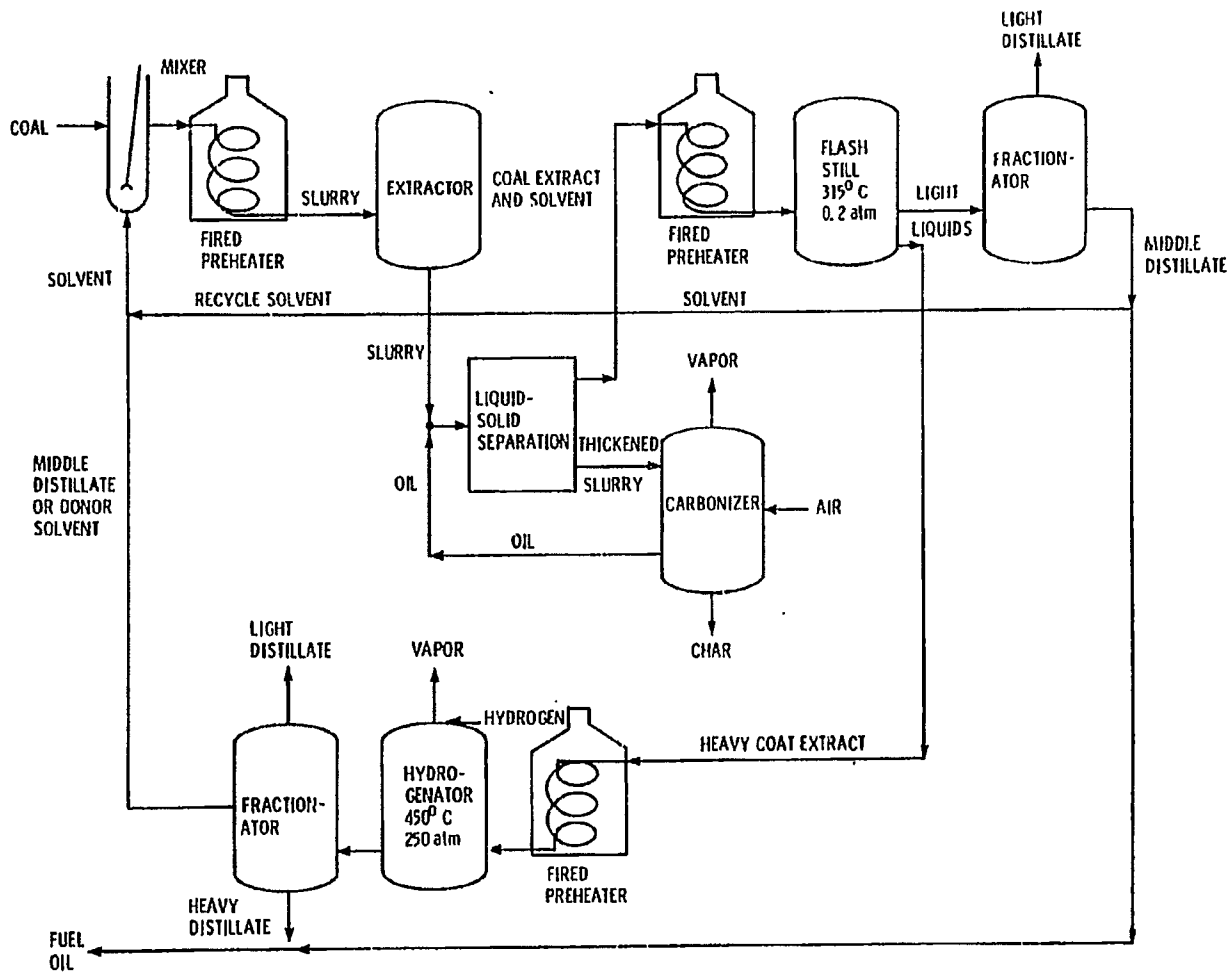 LIGHT
DISTILLATE
MIXER
COAL
SLURRY
EXTRACTOR
COAL EXTRACT
AND SOLVENT
FLASH
STILL
315⁰ C
0.2 atm
LIGHT
LIQUIDS
FRACTION-
ATOR
FIRED
PREHEATER
FIRED
PREHEATER
MIDDLE
DISTILLATE
SOLVENT
RECYCLE SOLVENT
SOLVENT
SLURRY
VAPOR
LIQUID-
SOLID
SEPARATION
THICKENED
SLURRY
MIDDLE
DISTILLATE
OR DONOR
SOLVENT
OIL
CARBONIZER
AIR
OIL
CHAR
LIGHT
DISTILLATE
VAPOR
HYDROGEN
HEAVY COAT EXTRACT
FRACTION-
ATOR
HYDRO-
GENATOR
450⁰ C
250 atm
FIRED
PREHEATER
HEAVY
DISTILLATE
FUEL
OIL